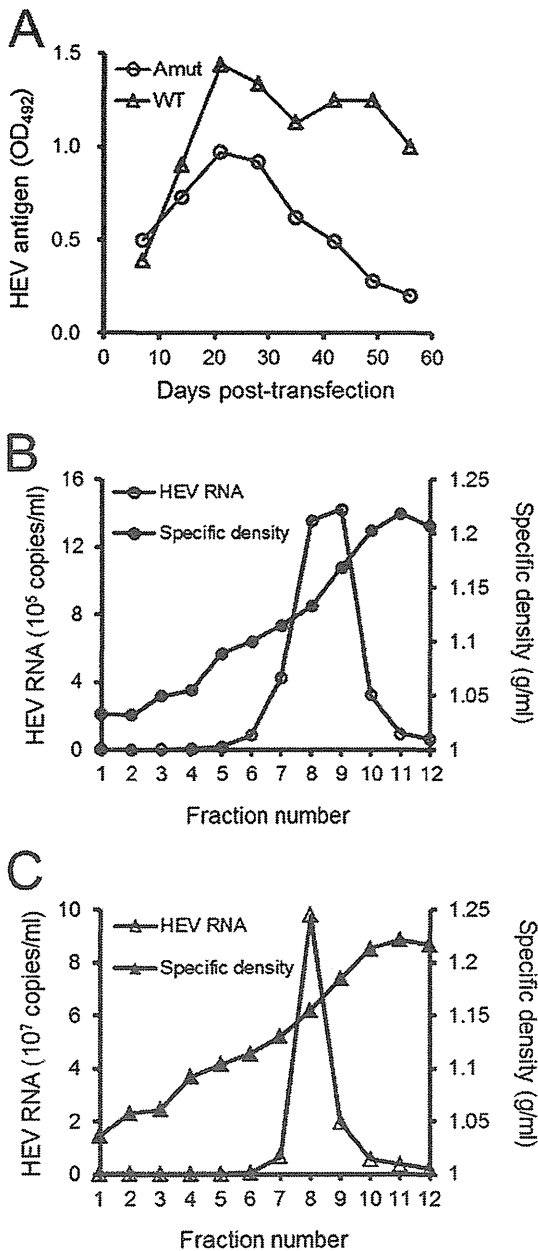 A
HEV antigen (OD492)
1.5
1.0
0.5
0.0
Amut
WT
0 10 20 30 40 50 60
Days post-transfection
B
HEV RNA (10⁵ copies/ml)
16
12
8
4
0
HEV RNA
Specific density
1.25
1.2
1.15
1.1
1.05
1
Specific density (g/ml)
1 2 3 4 5 6 7 8 9 10 11 12
Fraction number
C
HEV RNA (10⁷ copies/ml)
10
8
6
4
2
0
HEV RNA
Specific density
1.25
1.2
1.15
1.1
1.05
1
Specific density (g/ml)
1 2 3 4 5 6 7 8 9 10 11 12
Fraction number